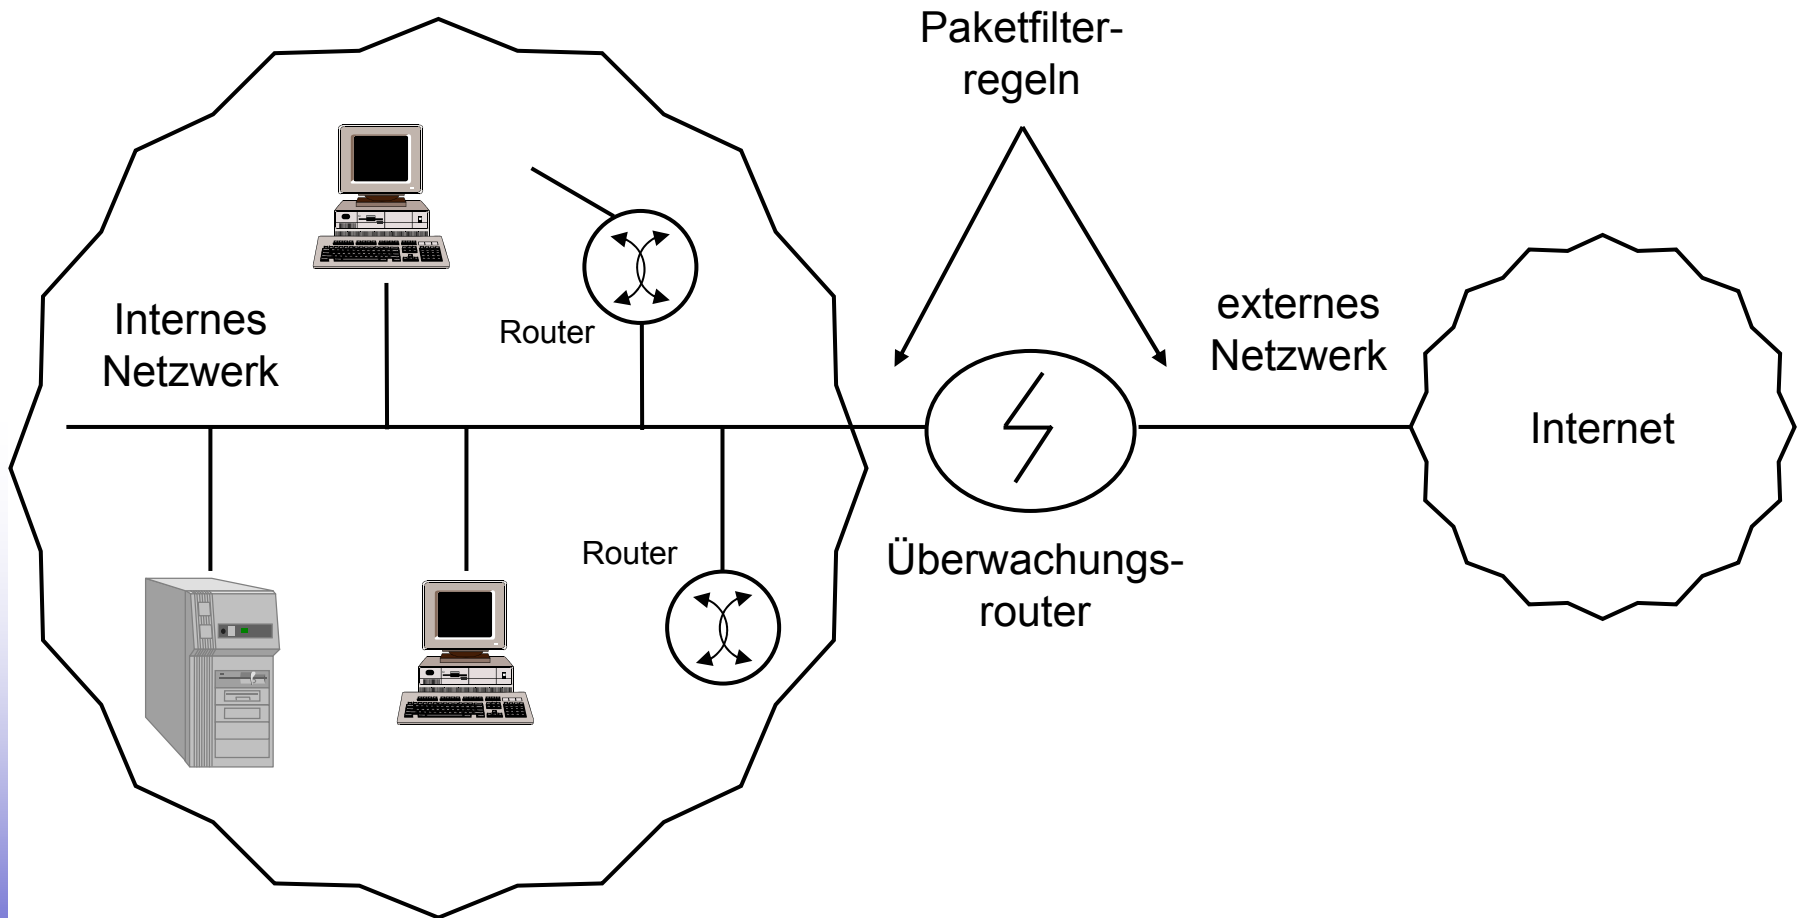 Paketfilter-
regeln
Internes
Netzwerk
Router
externes
Netzwerk
Internet
Router
Überwachungs-
router